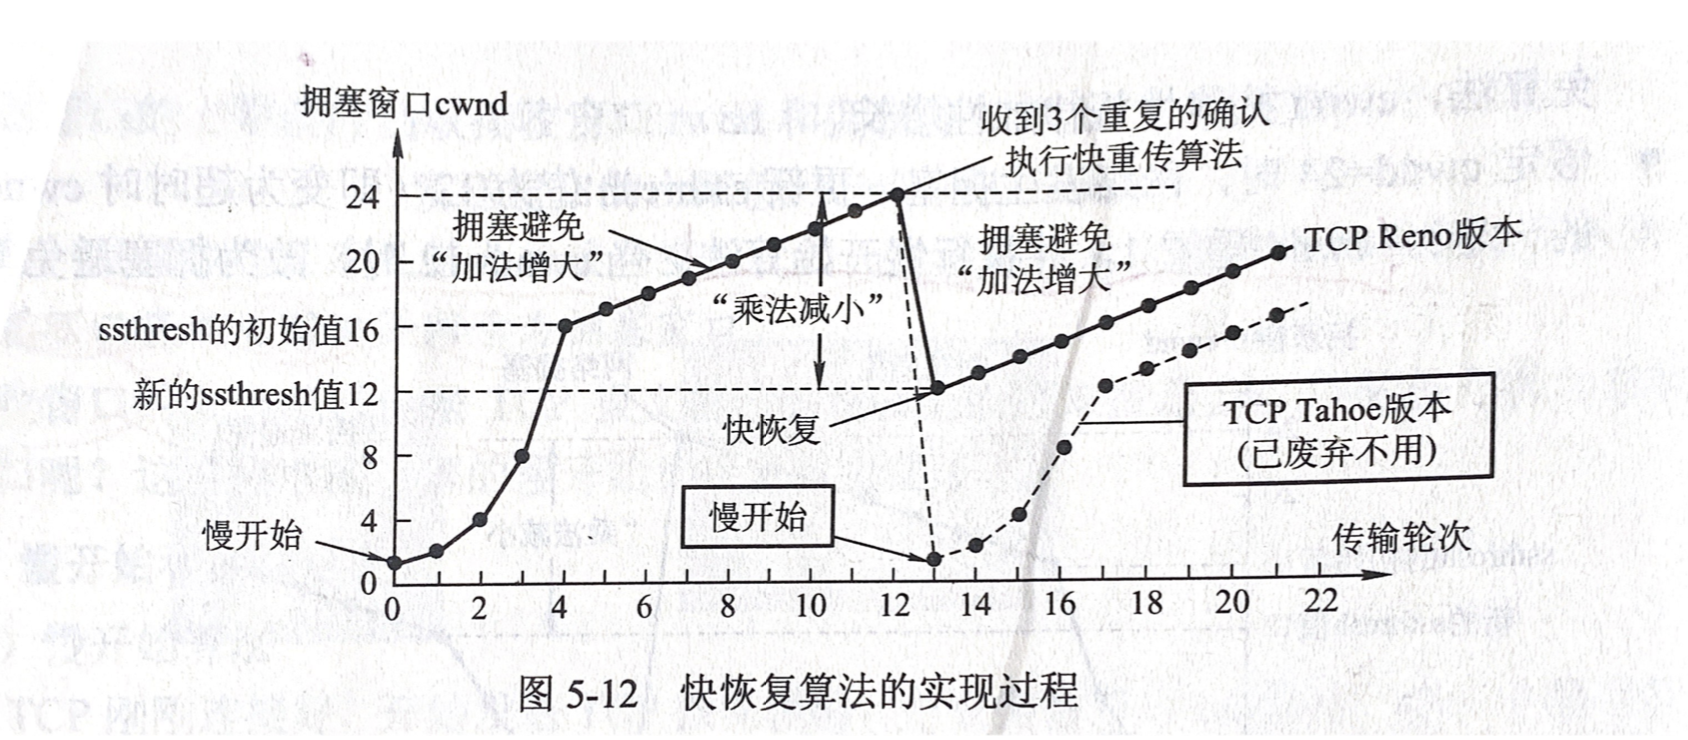 拥塞窗口cwnd
收到3个重复的确认
执行快重传算法
24
拥塞避免
“加法增大”
拥塞避免
“加法增大”
TCP Reno版本
20
“乘法减小”
ssthresh的初始值16
新的ssthresh值12
快恢复
TCP Tahoe版本
(已废弃不用)
8
4
慢开始
慢开始
传输轮次
0
0 2 4 6 8 10 12 14 16 18 20 22
图 5-12 快恢复算法的实现过程